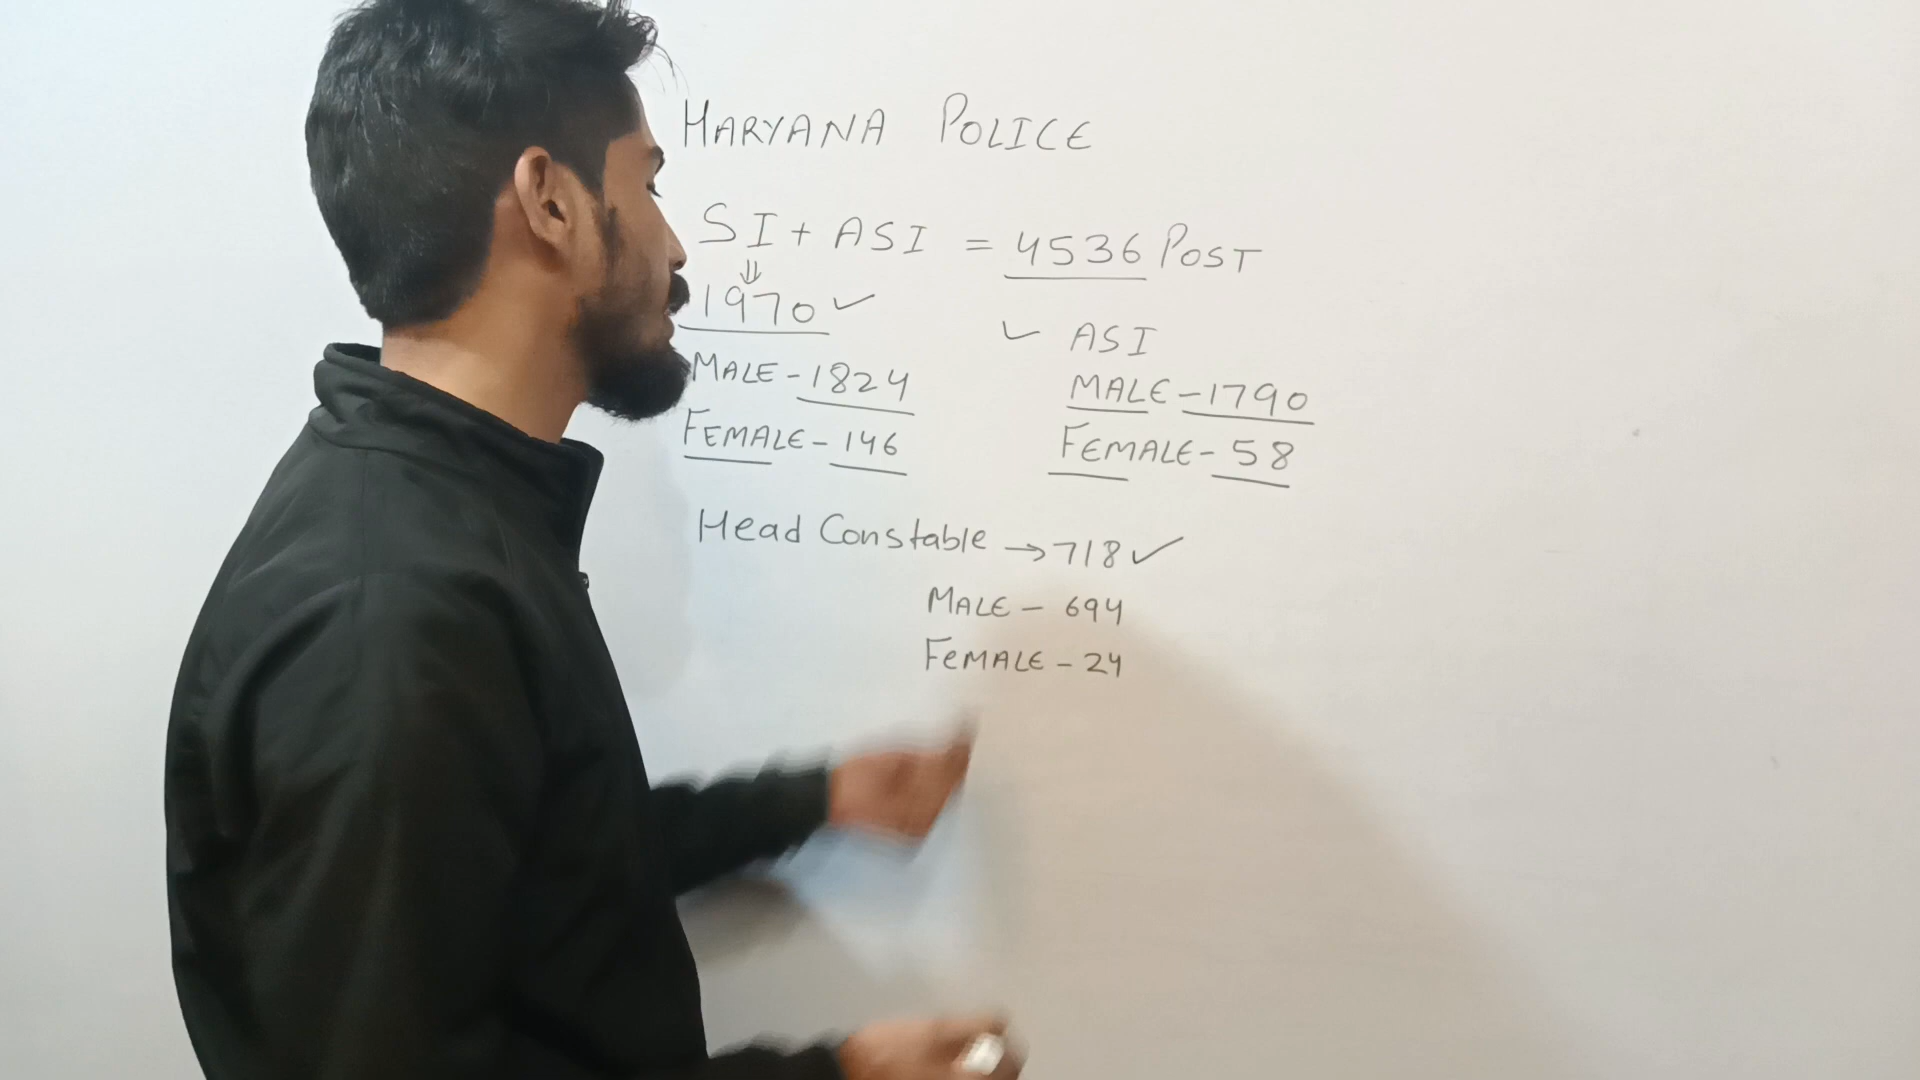 HARYANA POLICE
SI + ASI = 4536 POST
⇓
1970 ✓
MALE - 1824
FEMALE - 146
✓ ASI
MALE - 1790
FEMALE - 58
Head Constable → 718 ✓
MALE - 694
FEMALE - 24